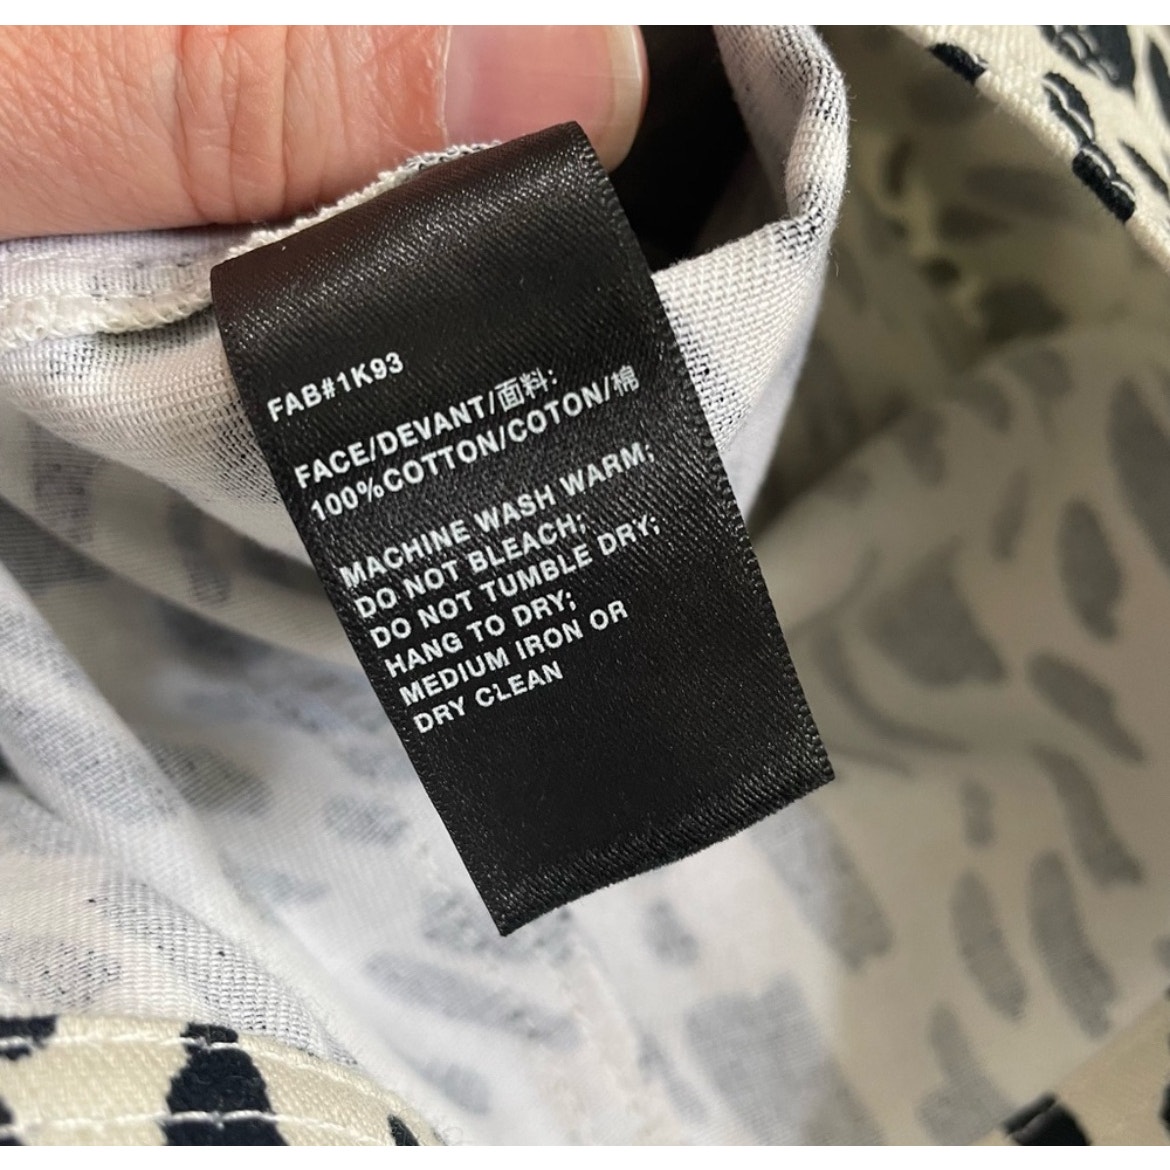 FAB#1K93
FACE/DEVANT/面料:
100%COTTON/COTON/棉
MACHINE WASH WARM;
DO NOT BLEACH;
DO NOT TUMBLE DRY;
HANG TO DRY;
MEDIUM IRON OR
DRY CLEAN